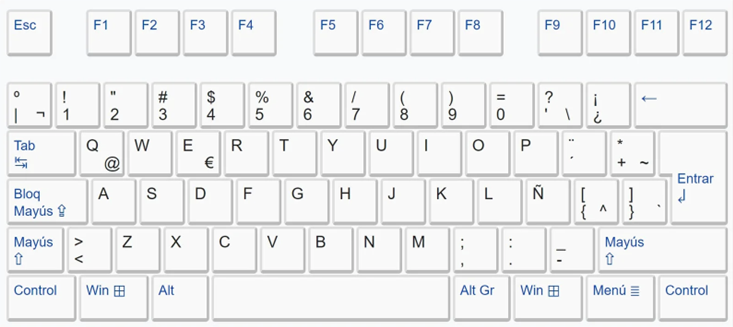 Esc F1 F2 F3 F4 F5 F6 F7 F8 F9 F10 F11 F12
º ! " # $ % & / ( ) = ? ¡ ←
| ¬ 1 2 3 4 5 6 7 8 9 0 ' \ ¿
Tab Q W E R T Y U I O P ¨ *
↹ @ € ´ + ~
Entrar ↲
Bloq A S D F G H J K L Ñ [ ]
Mayús ⇪ { ^ } `
Mayús > Z X C V B N M ; : _ Mayús
⇧ < , . - ⇧
Control Win ⊞ Alt Alt Gr Win ⊞ Menú ≣ Control